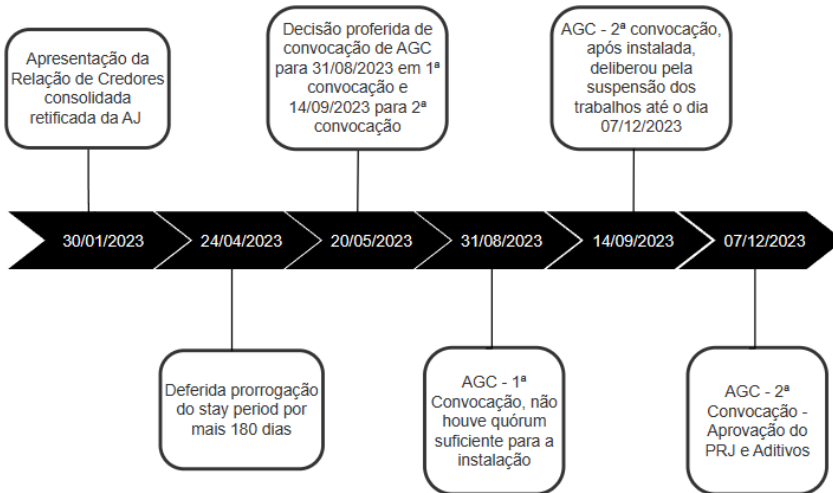 Apresentação da
Relação de Credores
consolidada
retificada da AJ
Decisão proferida de
convocação de AGC
para 31/08/2023 em 1ª
convocação e
14/09/2023 para 2ª
convocação
AGC - 2ª convocação,
após instalada,
deliberou pela
suspensão dos
trabalhos até o dia
07/12/2023
30/01/2023
24/04/2023
20/05/2023
31/08/2023
14/09/2023
07/12/2023
Deferida prorrogação
do stay period por
mais 180 dias
AGC - 1ª
Convocação, não
houve quórum
suficiente para a
instalação
AGC - 2ª
Convocação -
Aprovação do
PRJ e Aditivos